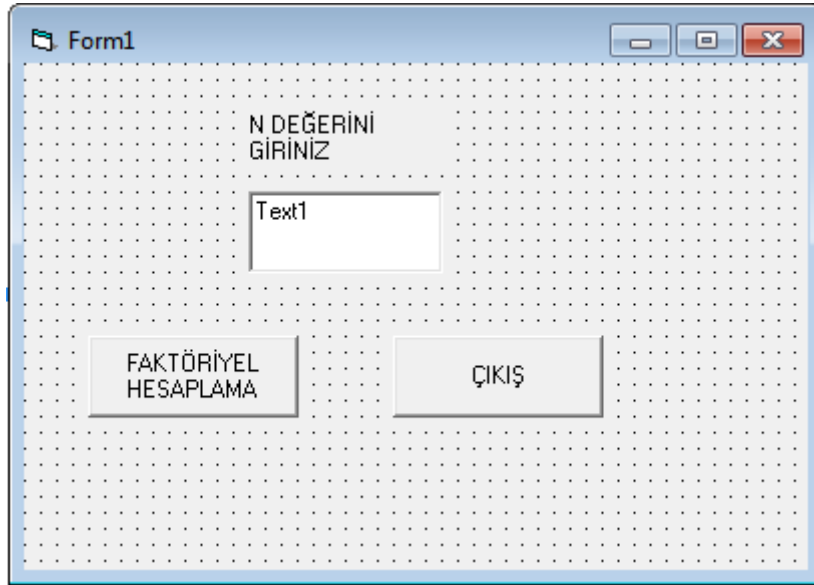 Form1
N DEĞERİNİ
GİRİNİZ
Text1
FAKTÖRİYEL
HESAPLAMA
ÇIKIŞ